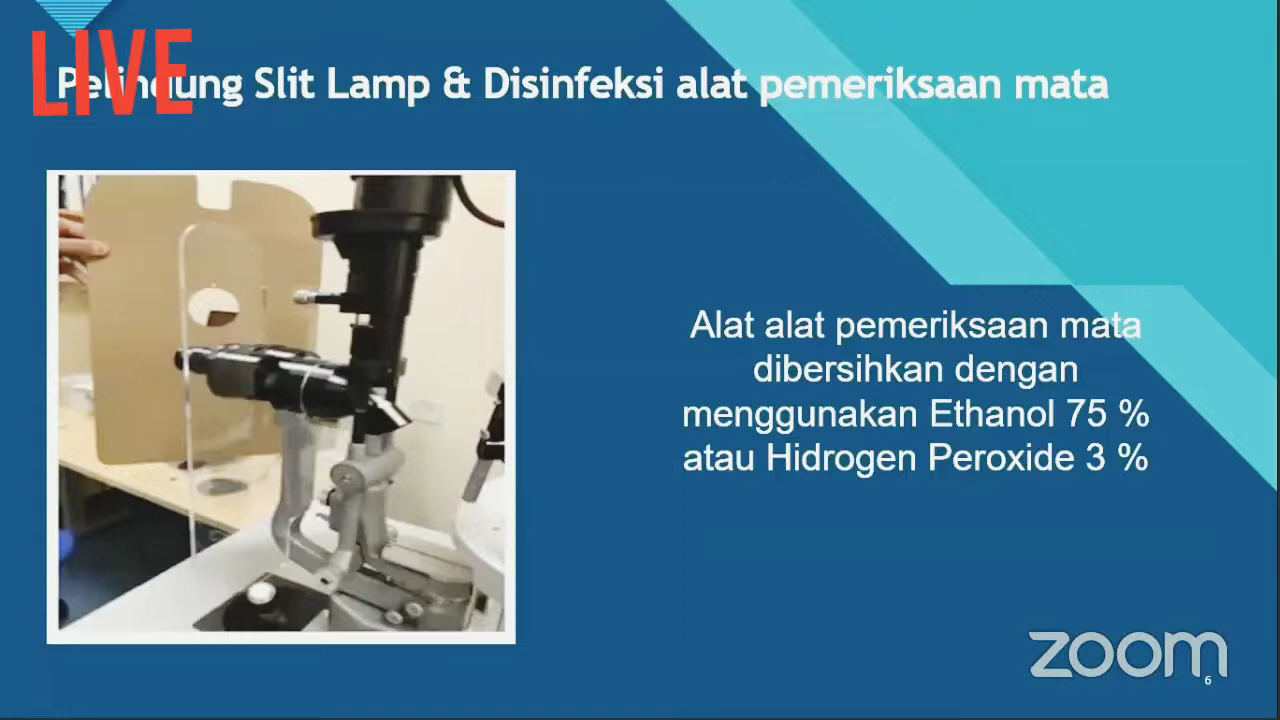 LIVE
Pelindung Slit Lamp & Disinfeksi alat pemeriksaan mata
Alat alat pemeriksaan mata
dibersihkan dengan
menggunakan Ethanol 75 %
atau Hidrogen Peroxide 3 %
zoom
6